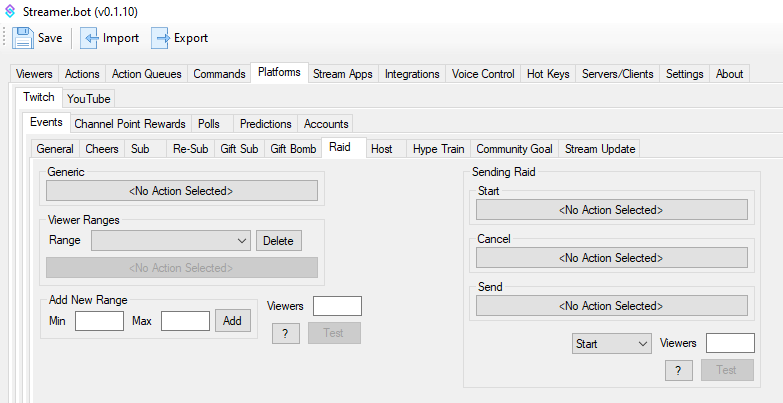 Streamer.bot (v0.1.10)
Save Import Export
Viewers Actions Action Queues Commands Platforms Stream Apps Integrations Voice Control Hot Keys Servers/Clients Settings About
Twitch YouTube
Events Channel Point Rewards Polls Predictions Accounts
General Cheers Sub Re-Sub Gift Sub Gift Bomb Raid Host Hype Train Community Goal Stream Update
Generic
<No Action Selected>
Viewer Ranges
Range Delete
<No Action Selected>
Add New Range
Min Max Add
Viewers
? Test
Sending Raid
Start
<No Action Selected>
Cancel
<No Action Selected>
Send
<No Action Selected>
Start Viewers
? Test